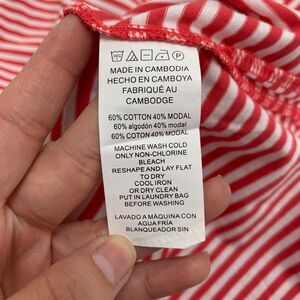 MADE IN CAMBODIA
HECHO EN CAMBOYA
FABRIQUÉ AU
CAMBODGE
60% COTTON 40% MODAL
60% algodón 40% modal
60% COTON 40% MODAL
MACHINE WASH COLD
ONLY NON-CHLORINE
BLEACH
RESHAPE AND LAY FLAT
TO DRY
COOL IRON
OR DRY CLEAN
PUT IN LAUNDRY BAG
BEFORE WASHING
LAVADO A MÁQUINA CON
AGUA FRÍA
BLANQUEADOR SIN